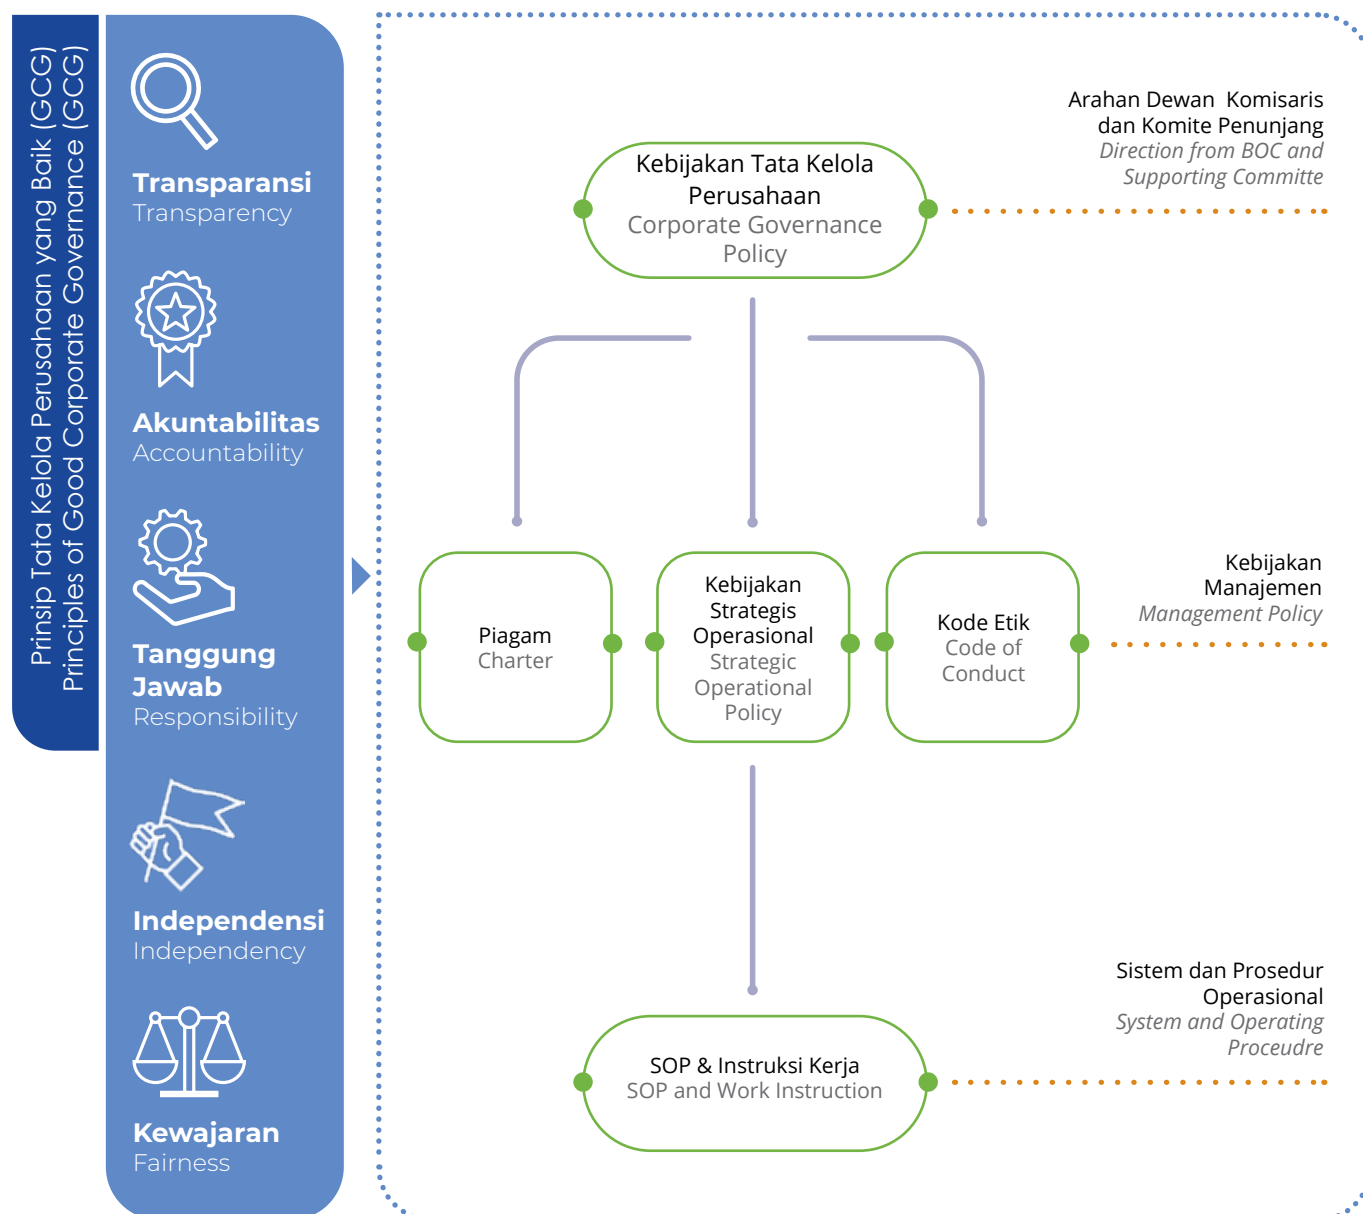 Prinsip Tata Kelola Perusahaan yang Baik (GCG)
Principles of Good Corporate Governance (GCG)
Transparansi
Transparency
Akuntabilitas
Accountability
Tanggung
Jawab
Responsibility
Independensi
Independency
Kewajaran
Fairness
Kebijakan Tata Kelola
Perusahaan
Corporate Governance
Policy
Arahan Dewan Komisaris
dan Komite Penunjang
Direction from BOC and
Supporting Committe
Piagam
Charter
Kebijakan
Strategis
Operasional
Strategic
Operational
Policy
Kode Etik
Code of
Conduct
Kebijakan
Manajemen
Management Policy
SOP & Instruksi Kerja
SOP and Work Instruction
Sistem dan Prosedur
Operasional
System and Operating
Proceudre